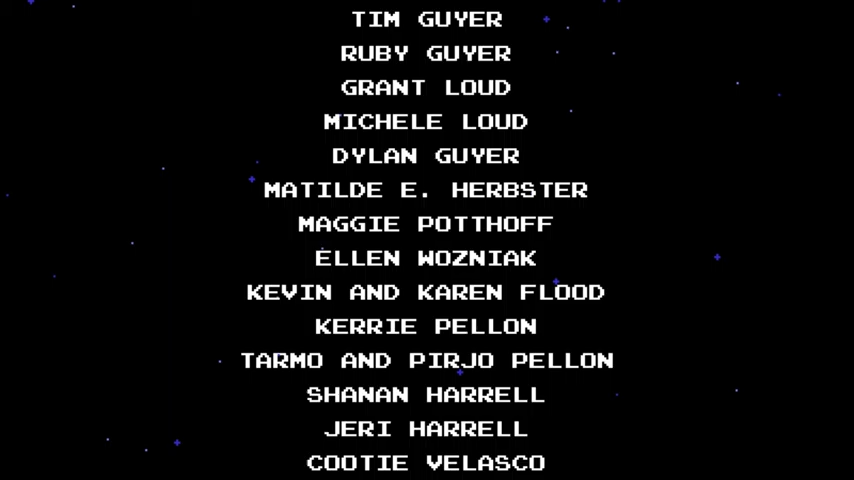 TIM GUYER
RUBY GUYER
GRANT LOUD
MICHELE LOUD
DYLAN GUYER
MATILDE E. HERBSTER
MAGGIE POTTHOFF
ELLEN WOZNIAK
KEVIN AND KAREN FLOOD
KERRIE PELLON
TARMO AND PIRJO PELLON
SHANAN HARRELL
JERI HARRELL
COOTIE VELASCO